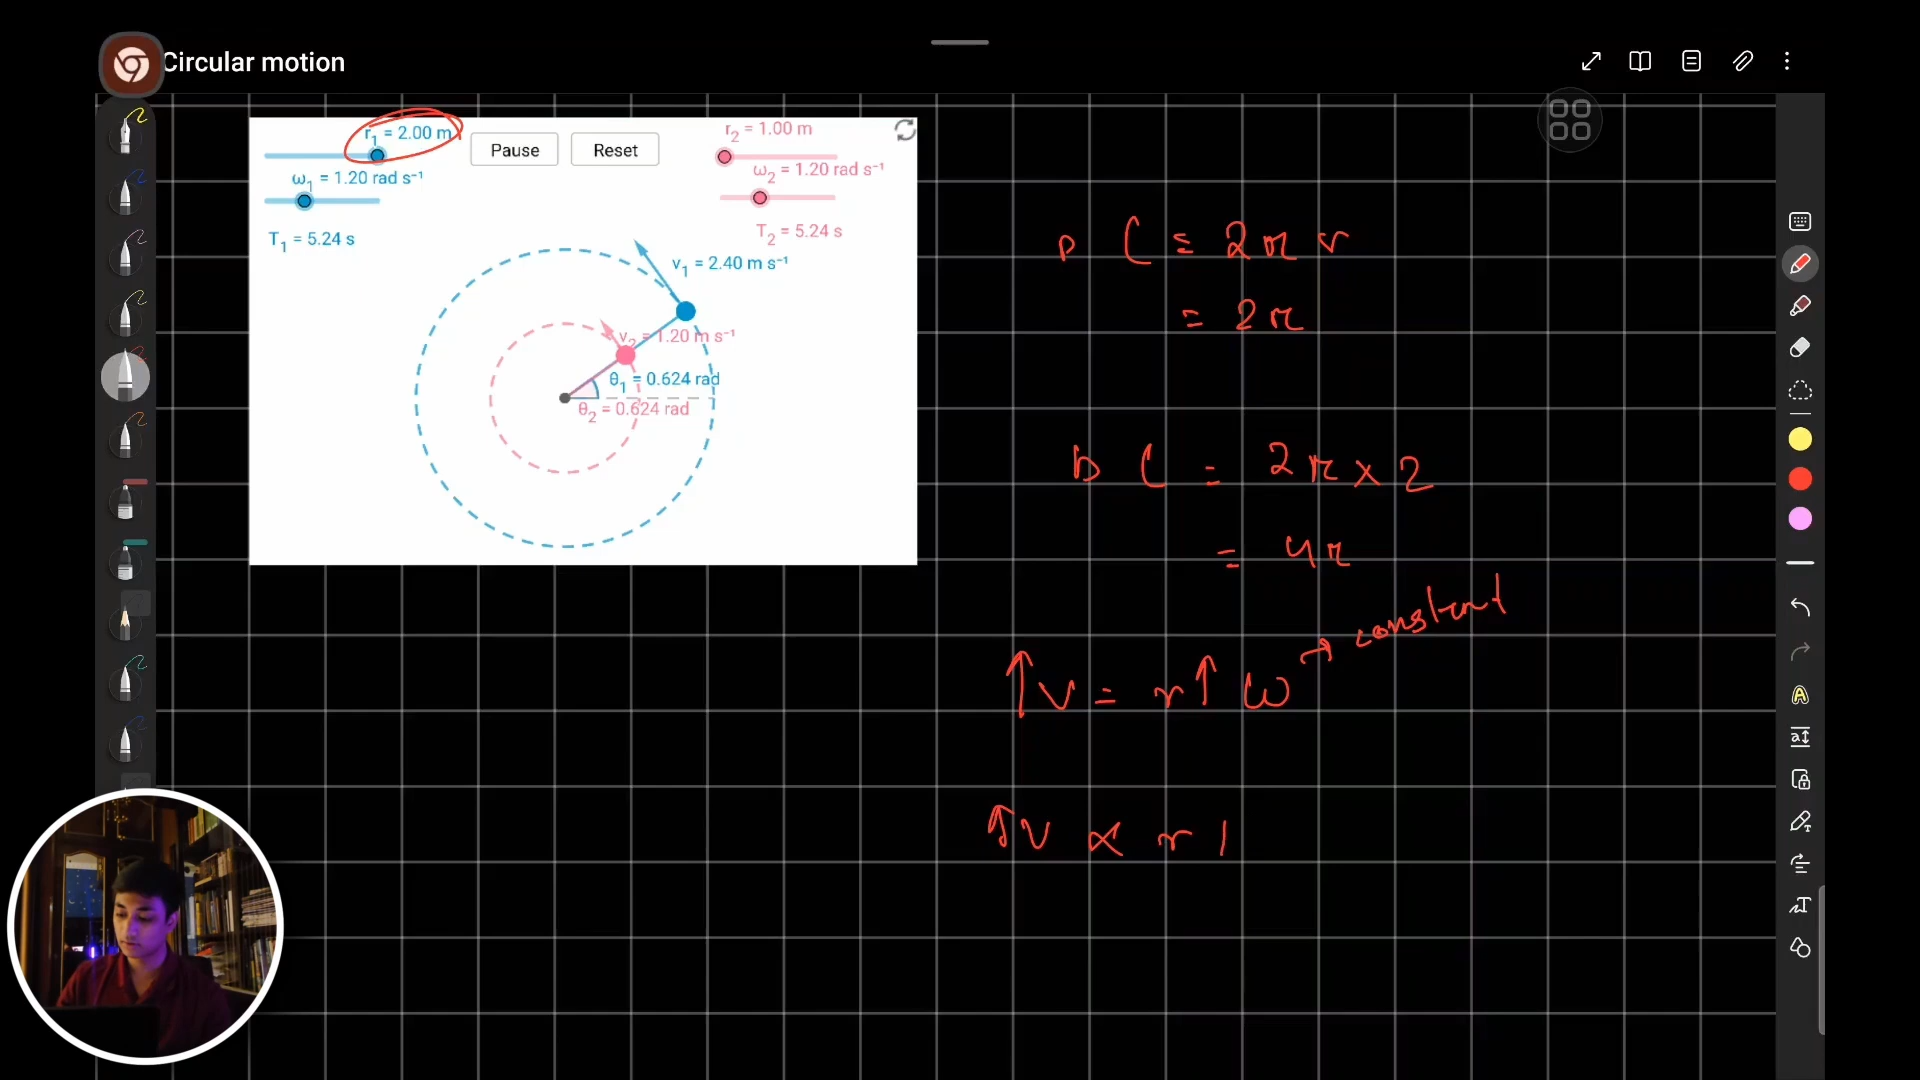 Circular motion
r₁ = 2.00 m
Pause
Reset
r₂ = 1.00 m
ω₁ = 1.20 rad s⁻¹
ω₂ = 1.20 rad s⁻¹
T₁ = 5.24 s
T₂ = 5.24 s
v₁ = 2.40 m s⁻¹
v₂ = 1.20 m s⁻¹
θ₁ = 0.624 rad
θ₂ = 0.624 rad
P C = 2π r
= 2π
b C = 2π × 2
= 4π
↑ V = r ↑ ω → constant
↑ V ∝ r